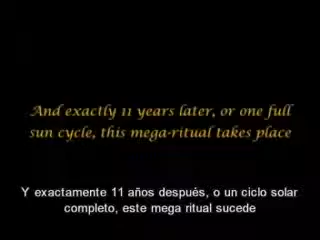 And exactly 11 years later, or one full
sun cycle, this mega-ritual takes place
Y exactamente 11 años después, o un ciclo solar
completo, este mega ritual sucede